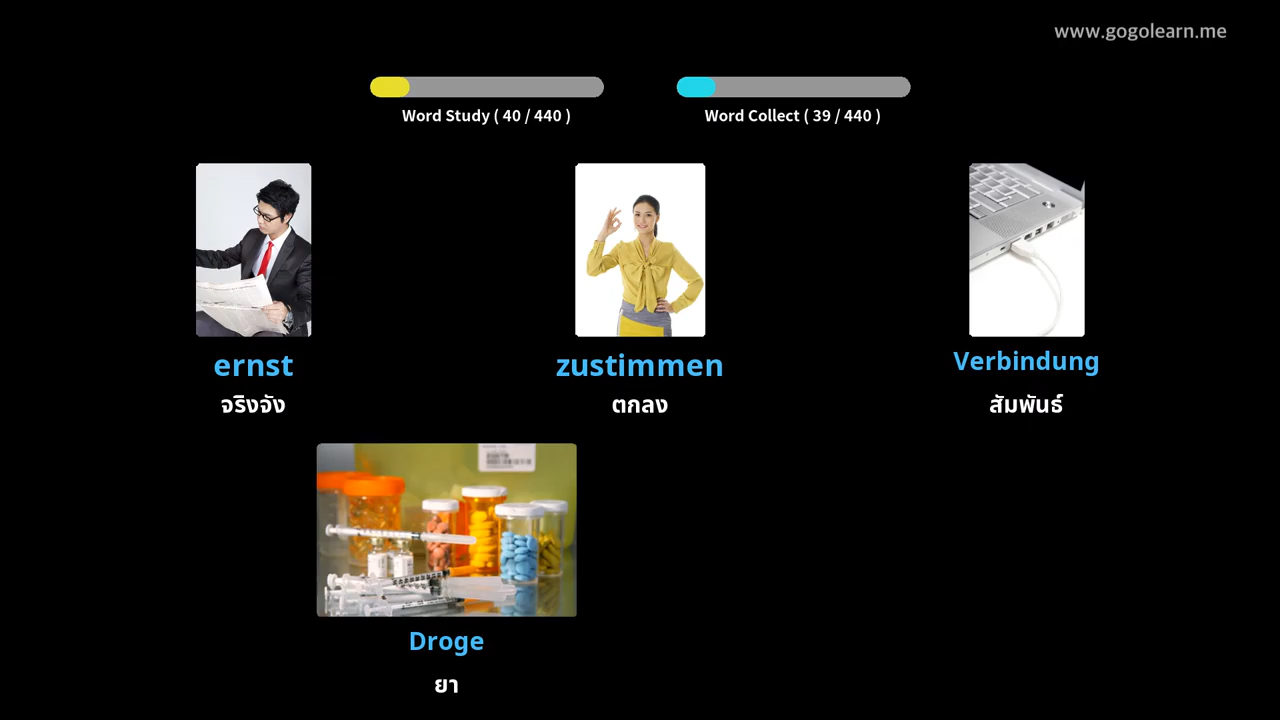 www.gogolearn.me
Word Study ( 40 / 440 )
Word Collect ( 39 / 440 )
ernst
zustimmen
Verbindung
จริงจัง
ตกลง
สัมพันธ์
Droge
ยา